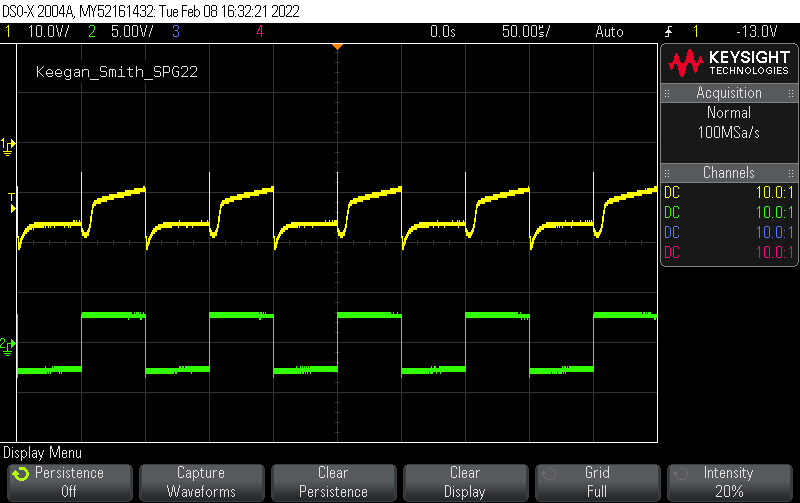 DSO-X 2004A, MY52161432: Tue Feb 08 16:32:21 2022
1 10.0V/ 2 5.00V/ 3 4 0.0s 50.00us/ Auto 1 -13.0V
Keegan_Smith_SPG22
KEYSIGHT
TECHNOLOGIES
Acquisition
Normal
100MSa/s
Channels
DC 10.0:1
DC 10.0:1
DC 10.0:1
DC 10.0:1
1
T
2
Display Menu
Persistence
Off
Capture
Waveforms
Clear
Persistence
Clear
Display
Grid
Full
Intensity
20%